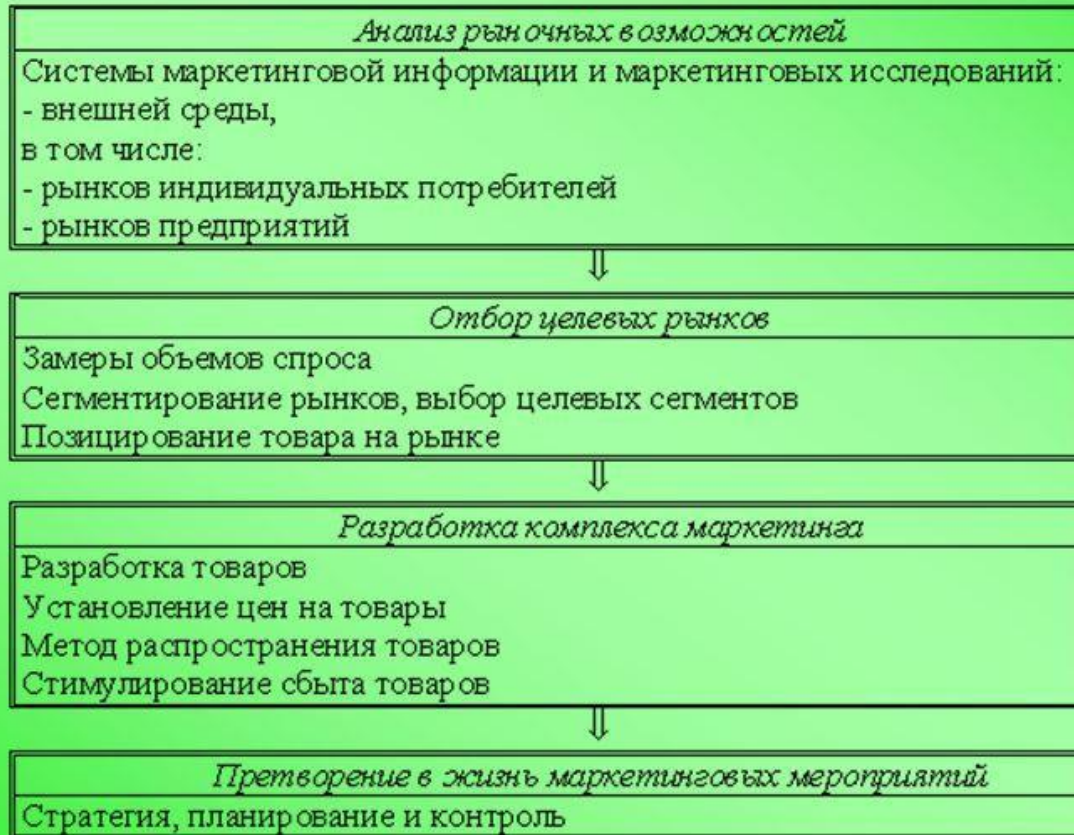 Анализ рыночных возможностей
Системы маркетинговой информации и маркетинговых исследований:
- внешней среды,
в том числе:
- рынков индивидуальных потребителей
- рынков предприятий
Отбор целевых рынков
Замеры объемов спроса
Сегментирование рынков, выбор целевых сегментов
Позицирование товара на рынке
Разработка комплекса маркетинга
Разработка товаров
Установление цен на товары
Метод распространения товаров
Стимулирование сбыта товаров
Претворение в жизнь маркетинговых мероприятий
Стратегия, планирование и контроль